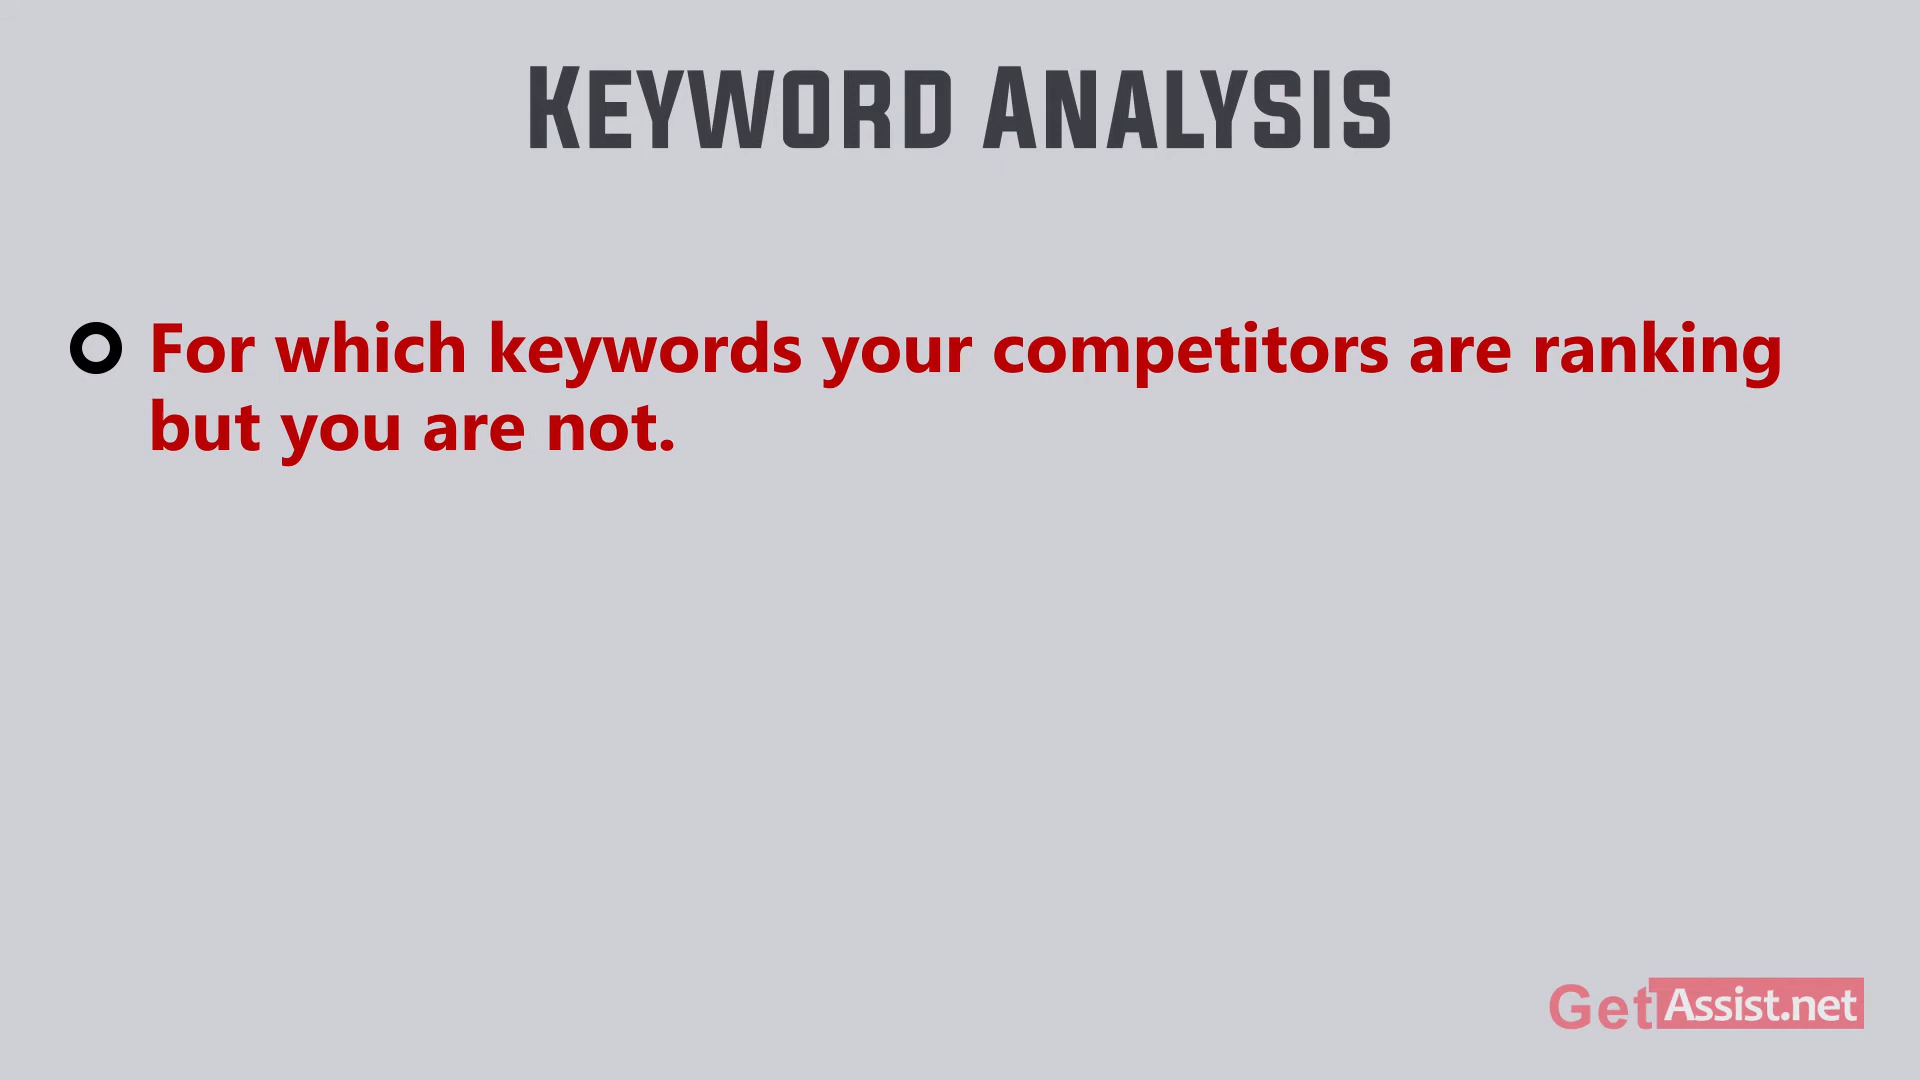 KEYWORD ANALYSIS
For which keywords your competitors are ranking
but you are not.
GetAssist.net